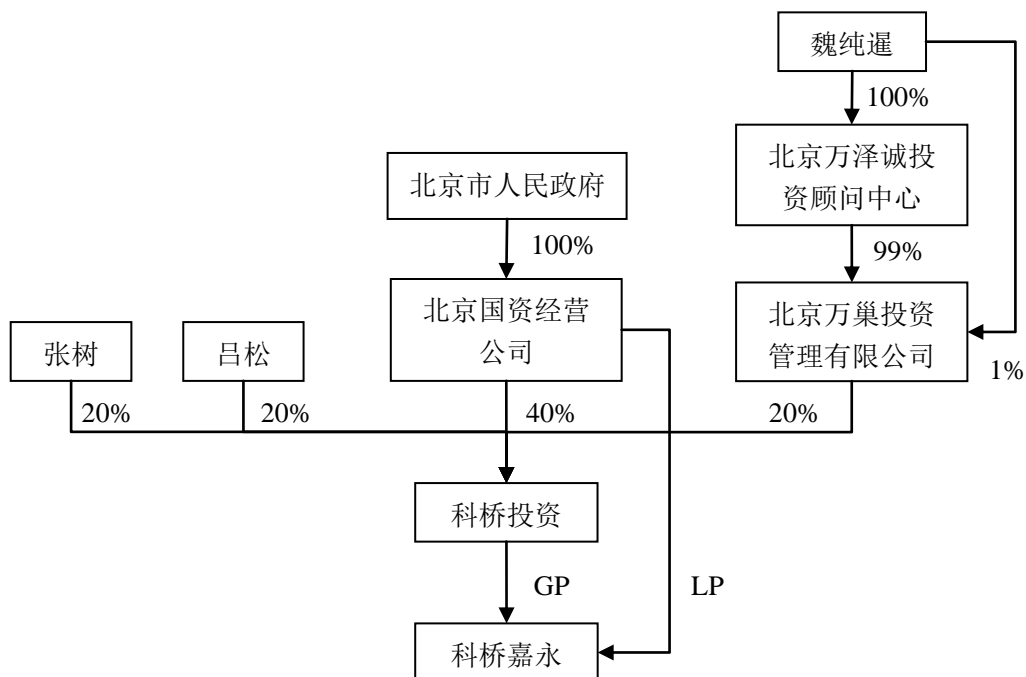 魏纯暹
100%
北京万泽诚投
资顾问中心
北京市人民政府
100%
99%
北京国资经营
公司
北京万巢投资
管理有限公司
张树
吕松
1%
20%
20%
40%
20%
科桥投资
GP
LP
科桥嘉永